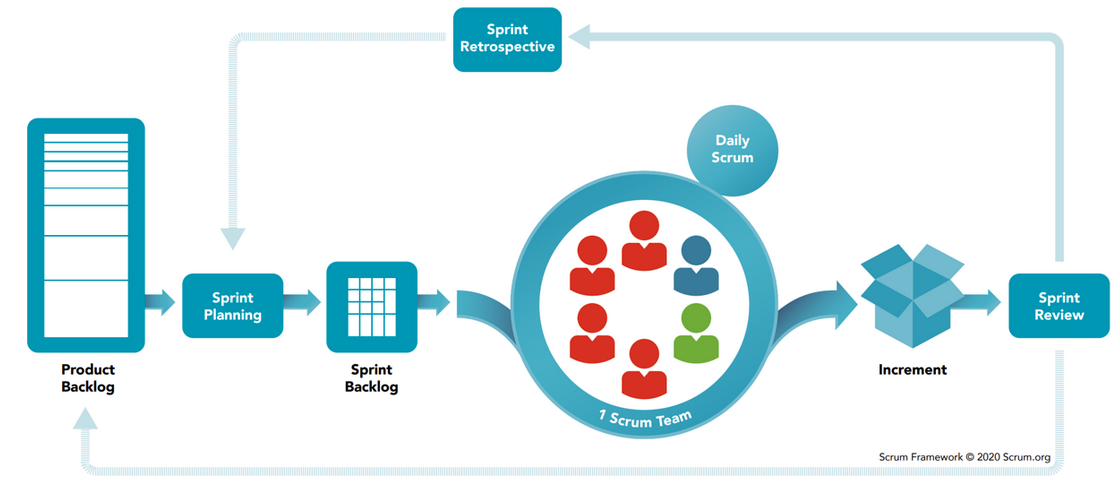 Sprint
Retrospective
Daily
Scrum
Sprint
Planning
Sprint
Review
Product
Backlog
Sprint
Backlog
Increment
1 Scrum Team
Scrum Framework © 2020 Scrum.org